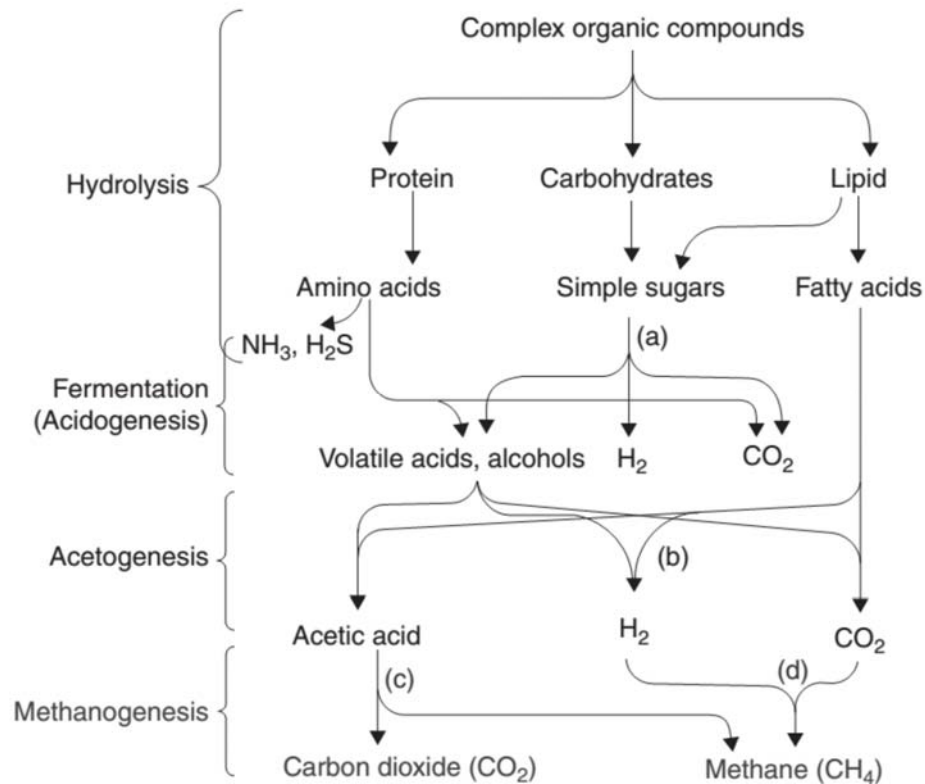 Complex organic compounds
Hydrolysis
Protein
Carbohydrates
Lipid
Amino acids
Simple sugars
Fatty acids
NH₃, H₂S
(a)
Fermentation
(Acidogenesis)
Volatile acids, alcohols
H₂
CO₂
Acetogenesis
(b)
Acetic acid
H₂
CO₂
Methanogenesis
(c)
(d)
Carbon dioxide (CO₂)
Methane (CH₄)